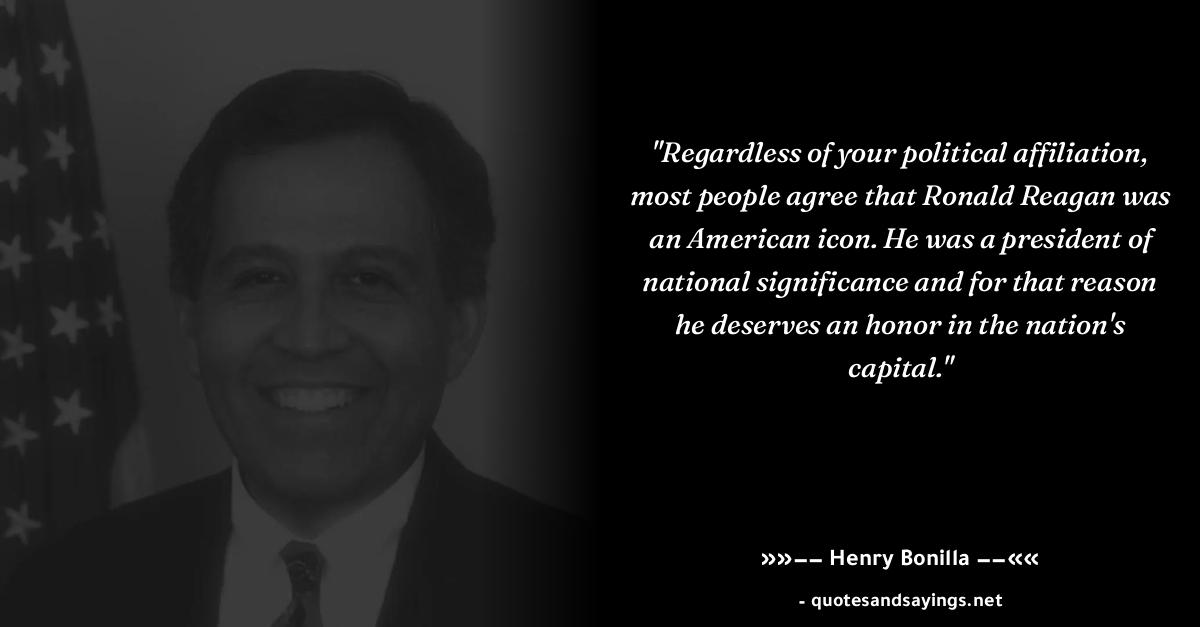 "Regardless of your political affiliation,
most people agree that Ronald Reagan was
an American icon. He was a president of
national significance and for that reason
he deserves an honor in the nation's
capital."
»»-- Henry Bonilla --««
- quotesandsayings.net